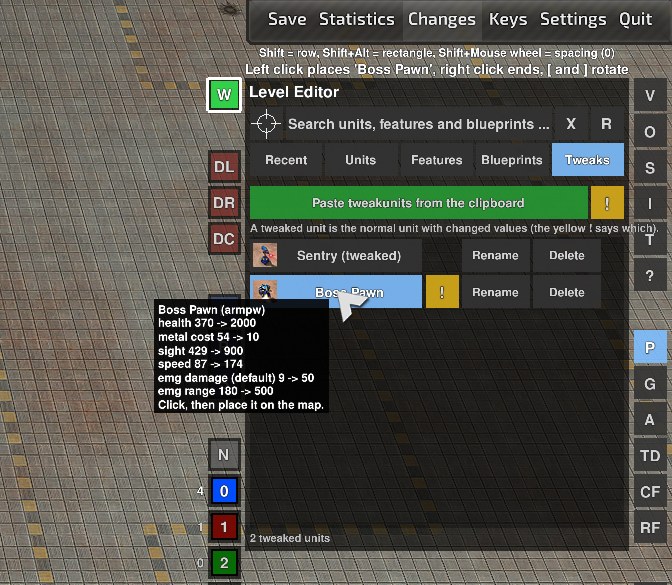 Save Statistics Changes Keys Settings Quit
Shift = row, Shift+Alt = rectangle, Shift+Mouse wheel = spacing (0)
Left click places 'Boss Pawn', right click ends, [ and ] rotate
W
Level Editor
V
Search units, features and blueprints ... X R
O
DL
Recent Units Features Blueprints Tweaks
S
DR
Paste tweakunits from the clipboard !
I
A tweaked unit is the normal unit with changed values (the yellow ! says which).
DC
T
Sentry (tweaked) Rename Delete
?
Boss Pawn ! Rename Delete
Boss Pawn (armpw)
health 370 -> 2000
metal cost 54 -> 10
sight 429 -> 900
speed 87 -> 174
emg damage (default) 9 -> 50
emg range 180 -> 500
Click, then place it on the map.
P
G
A
N
TD
4 0
CF
1 1
RF
2 tweaked units
0 2